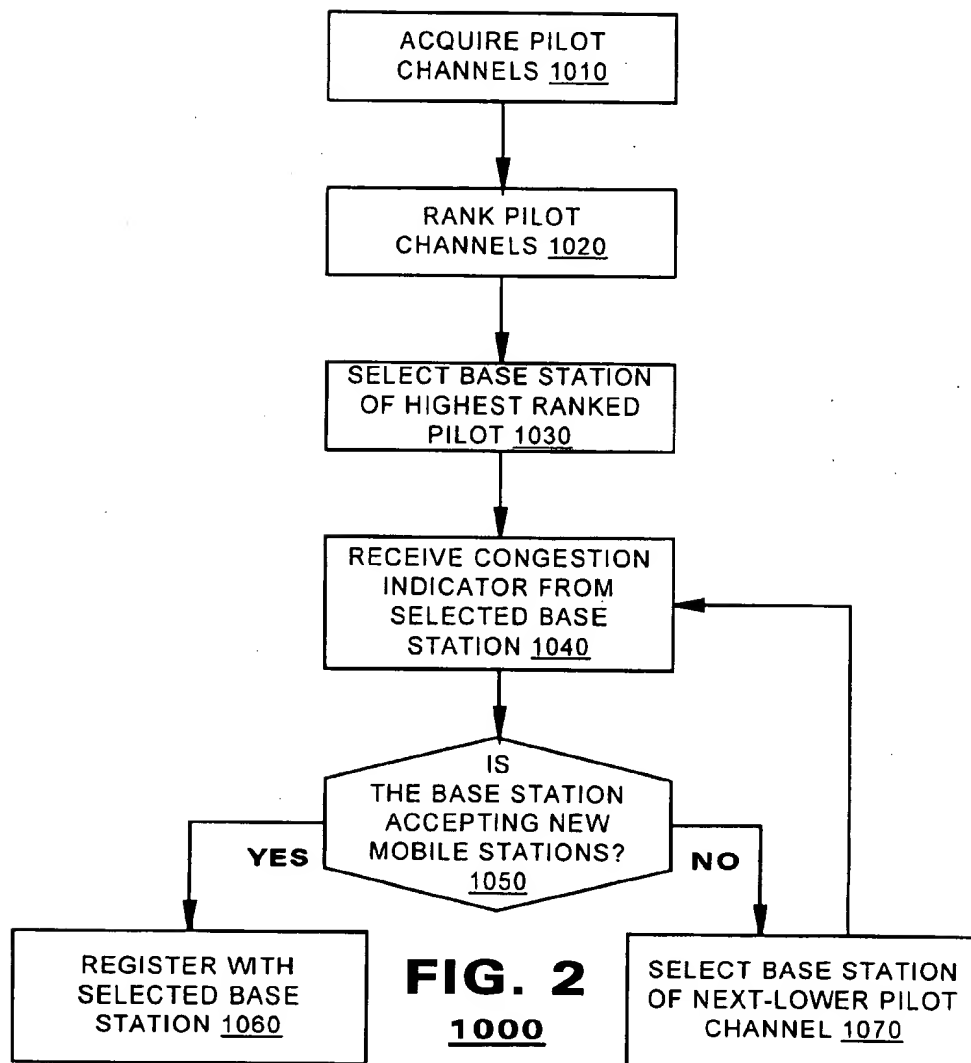 ACQUIRE PILOT
CHANNELS 1010
RANK PILOT
CHANNELS 1020
SELECT BASE STATION
OF HIGHEST RANKED
PILOT 1030
RECEIVE CONGESTION
INDICATOR FROM
SELECTED BASE
STATION 1040
IS
THE BASE STATION
ACCEPTING NEW
MOBILE STATIONS?
1050
YES
NO
REGISTER WITH
SELECTED BASE
STATION 1060
FIG. 2
1000
SELECT BASE STATION
OF NEXT-LOWER PILOT
CHANNEL 1070